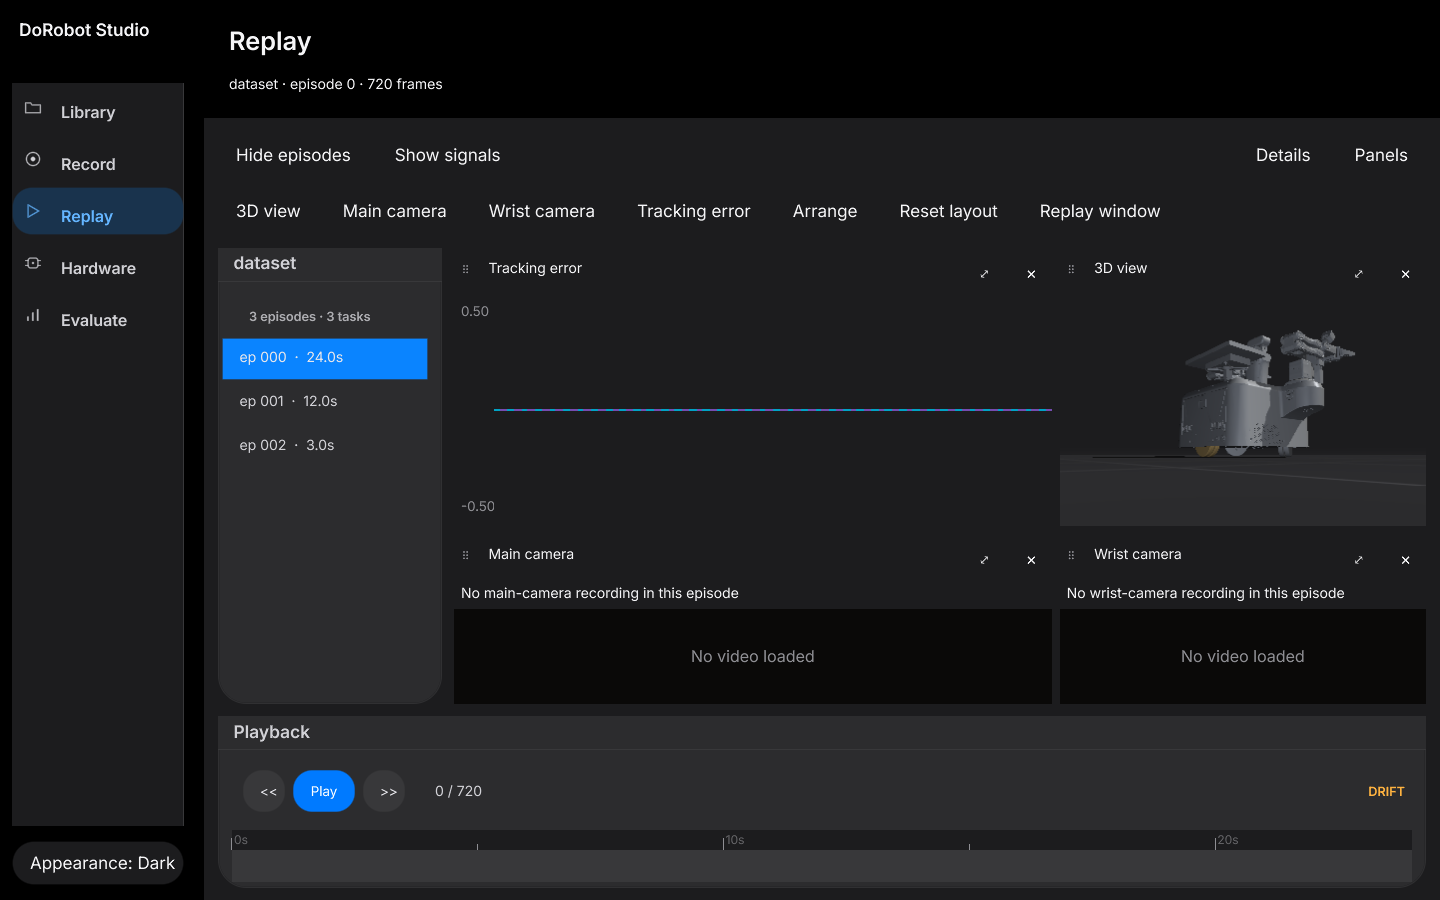 DoRobot Studio
Library
Record
Replay
Hardware
Evaluate
Appearance: Dark
Replay
dataset · episode 0 · 720 frames
Hide episodes
Show signals
Details
Panels
3D view
Main camera
Wrist camera
Tracking error
Arrange
Reset layout
Replay window
dataset
3 episodes · 3 tasks
ep 000 · 24.0s
ep 001 · 12.0s
ep 002 · 3.0s
Tracking error
0.50
-0.50
3D view
Main camera
No main-camera recording in this episode
No video loaded
Wrist camera
No wrist-camera recording in this episode
No video loaded
Playback
<<
Play
>>
0 / 720
DRIFT
0s
10s
20s